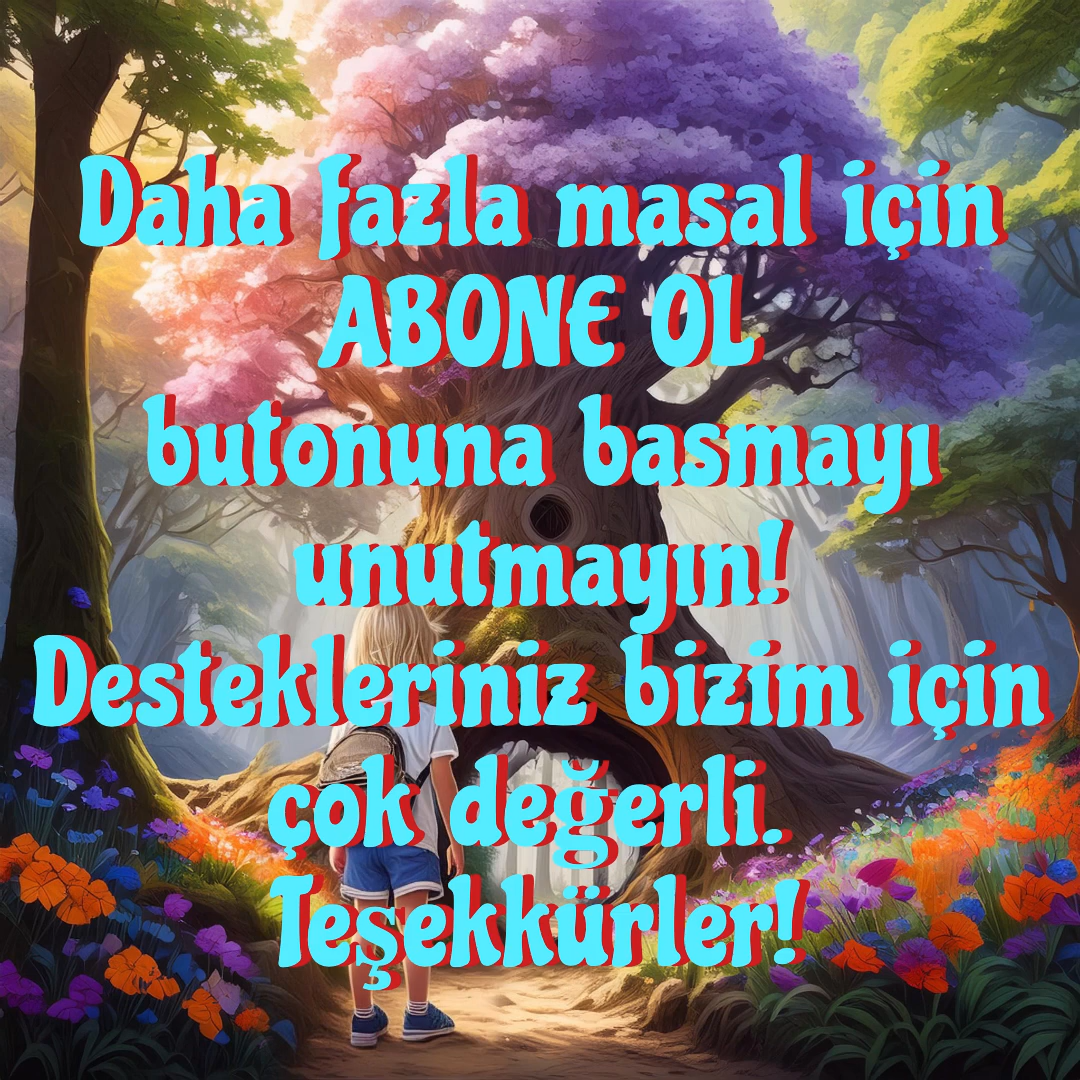 Daha fazla masal için
ABONE OL
butonuna basmayı
unutmayın!
Destekleriniz bizim için
çok değerli.
Teşekkürler!